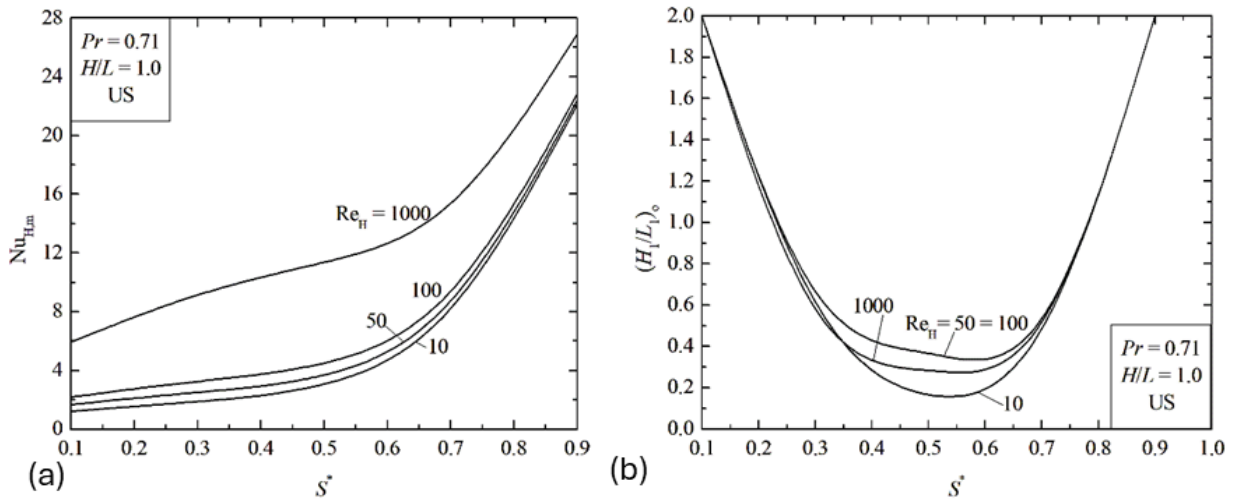 28
24
20
16
12
8
4
0
Nu_H,m
Pr = 0.71
H/L = 1.0
US
Re_H = 1000
100
50
10
0.1 0.2 0.3 0.4 0.5 0.6 0.7 0.8 0.9
(a)
S*
2.0
1.8
1.6
1.4
1.2
1.0
0.8
0.6
0.4
0.2
0.0
(H_1/L_1)_o
1000
Re_H = 50 = 100
10
Pr = 0.71
H/L = 1.0
US
0.1 0.2 0.3 0.4 0.5 0.6 0.7 0.8 0.9 1.0
(b)
S*